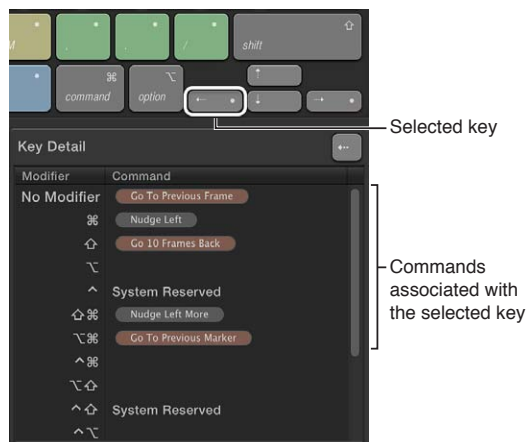 M , . / shift ⇧
⌘ ⌥
command option ← ↑ ↓ →
Selected key
Key Detail ←
Modifier Command
No Modifier Go To Previous Frame
⌘ Nudge Left
⇧ Go 10 Frames Back
⌥
^ System Reserved
⇧⌘ Nudge Left More
⌥⌘ Go To Previous Marker
^⌘
⌥⇧
^⇧ System Reserved
^⌥
Commands
associated with
the selected key